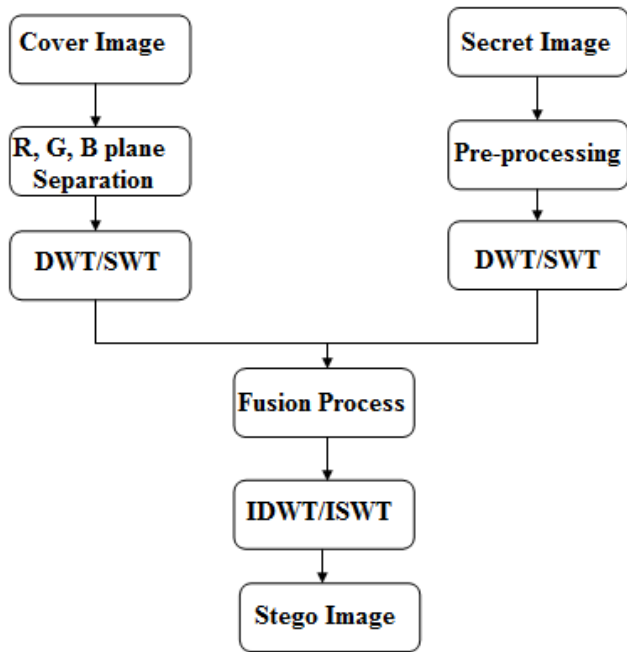 Cover Image
Secret Image
R, G, B plane
Separation
Pre-processing
DWT/SWT
DWT/SWT
Fusion Process
IDWT/ISWT
Stego Image